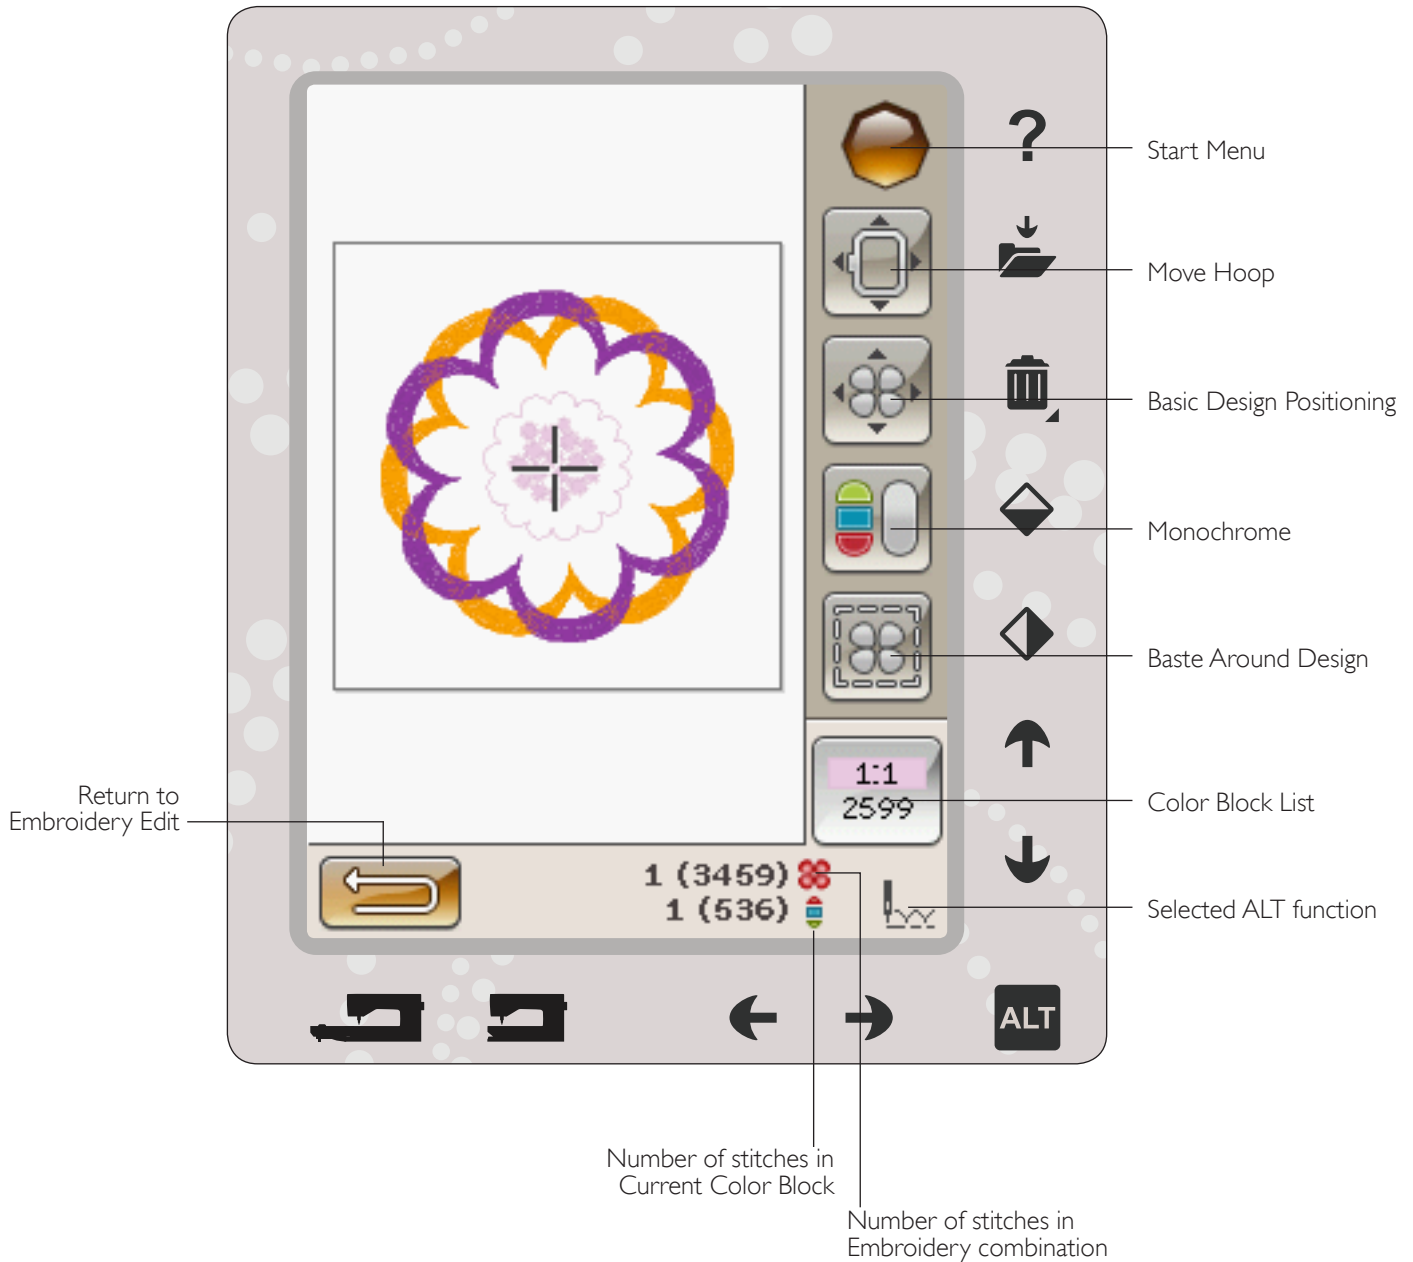 ?
Start Menu
Move Hoop
Basic Design Positioning
Monochrome
Baste Around Design
1:1
2599
Color Block List
Return to
Embroidery Edit
1 (3459)
1 (536)
Selected ALT function
ALT
Number of stitches in
Current Color Block
Number of stitches in
Embroidery combination